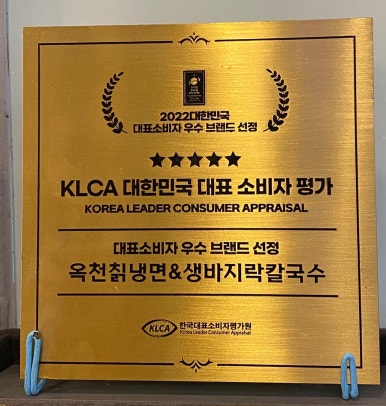 2022대한민국
대표소비자 우수 브랜드 선정
KLCA 대한민국 대표 소비자 평가
KOREA LEADER CONSUMER APPRAISAL
대표소비자 우수 브랜드 선정
옥천칡냉면&생바지락칼국수
KLCA 한국대표소비자평가원
Korea Leader Consumer Appraisal